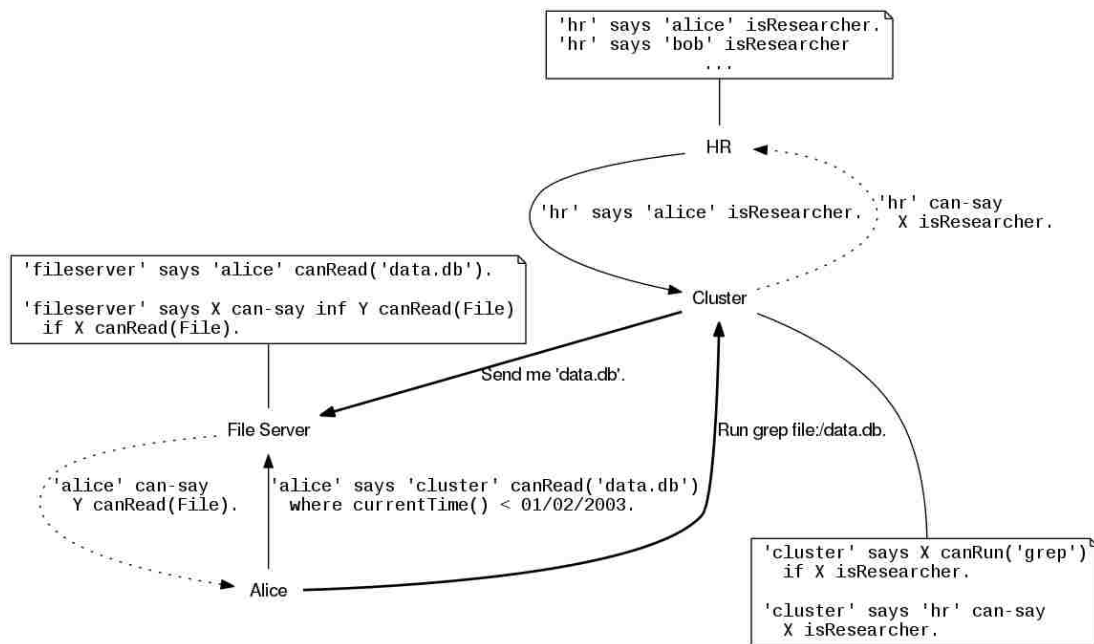 'hr' says 'alice' isResearcher.
'hr' says 'bob' isResearcher
...
HR
'hr' says 'alice' isResearcher.
'hr' can-say
X isResearcher.
'fileserver' says 'alice' canRead('data.db').
'fileserver' says X can-say inf Y canRead(File)
if X canRead(File).
Cluster
Send me 'data.db'.
File Server
Run grep file:/data.db.
'alice' can-say
Y canRead(File).
'alice' says 'cluster' canRead('data.db')
where currentTime() < 01/02/2003.
Alice
'cluster' says X canRun('grep')
if X isResearcher.
'cluster' says 'hr' can-say
X isResearcher.